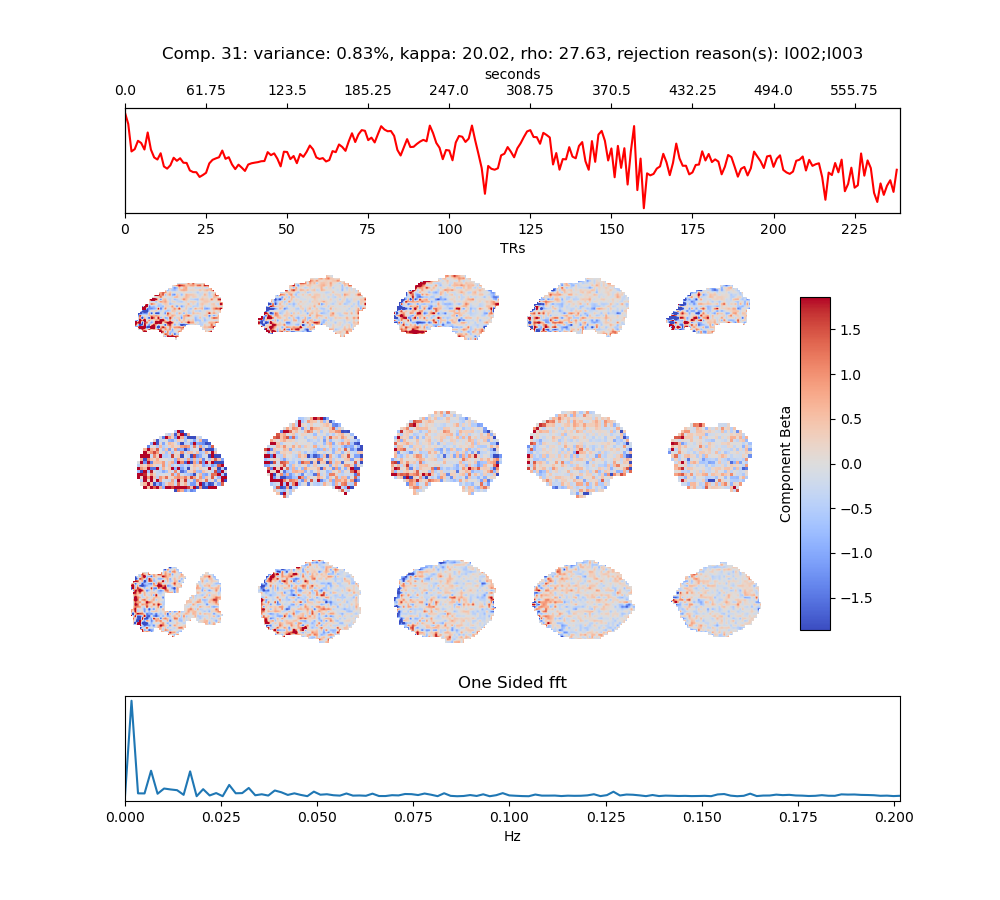 Comp. 31: variance: 0.83%, kappa: 20.02, rho: 27.63, rejection reason(s): I002;I003
seconds
0.0 61.75 123.5 185.25 247.0 308.75 370.5 432.25 494.0 555.75
0 25 50 75 100 125 150 175 200 225
TRs
1.5
1.0
0.5
0.0
−0.5
−1.0
−1.5
Component Beta
One Sided fft
0.000 0.025 0.050 0.075 0.100 0.125 0.150 0.175 0.200
Hz